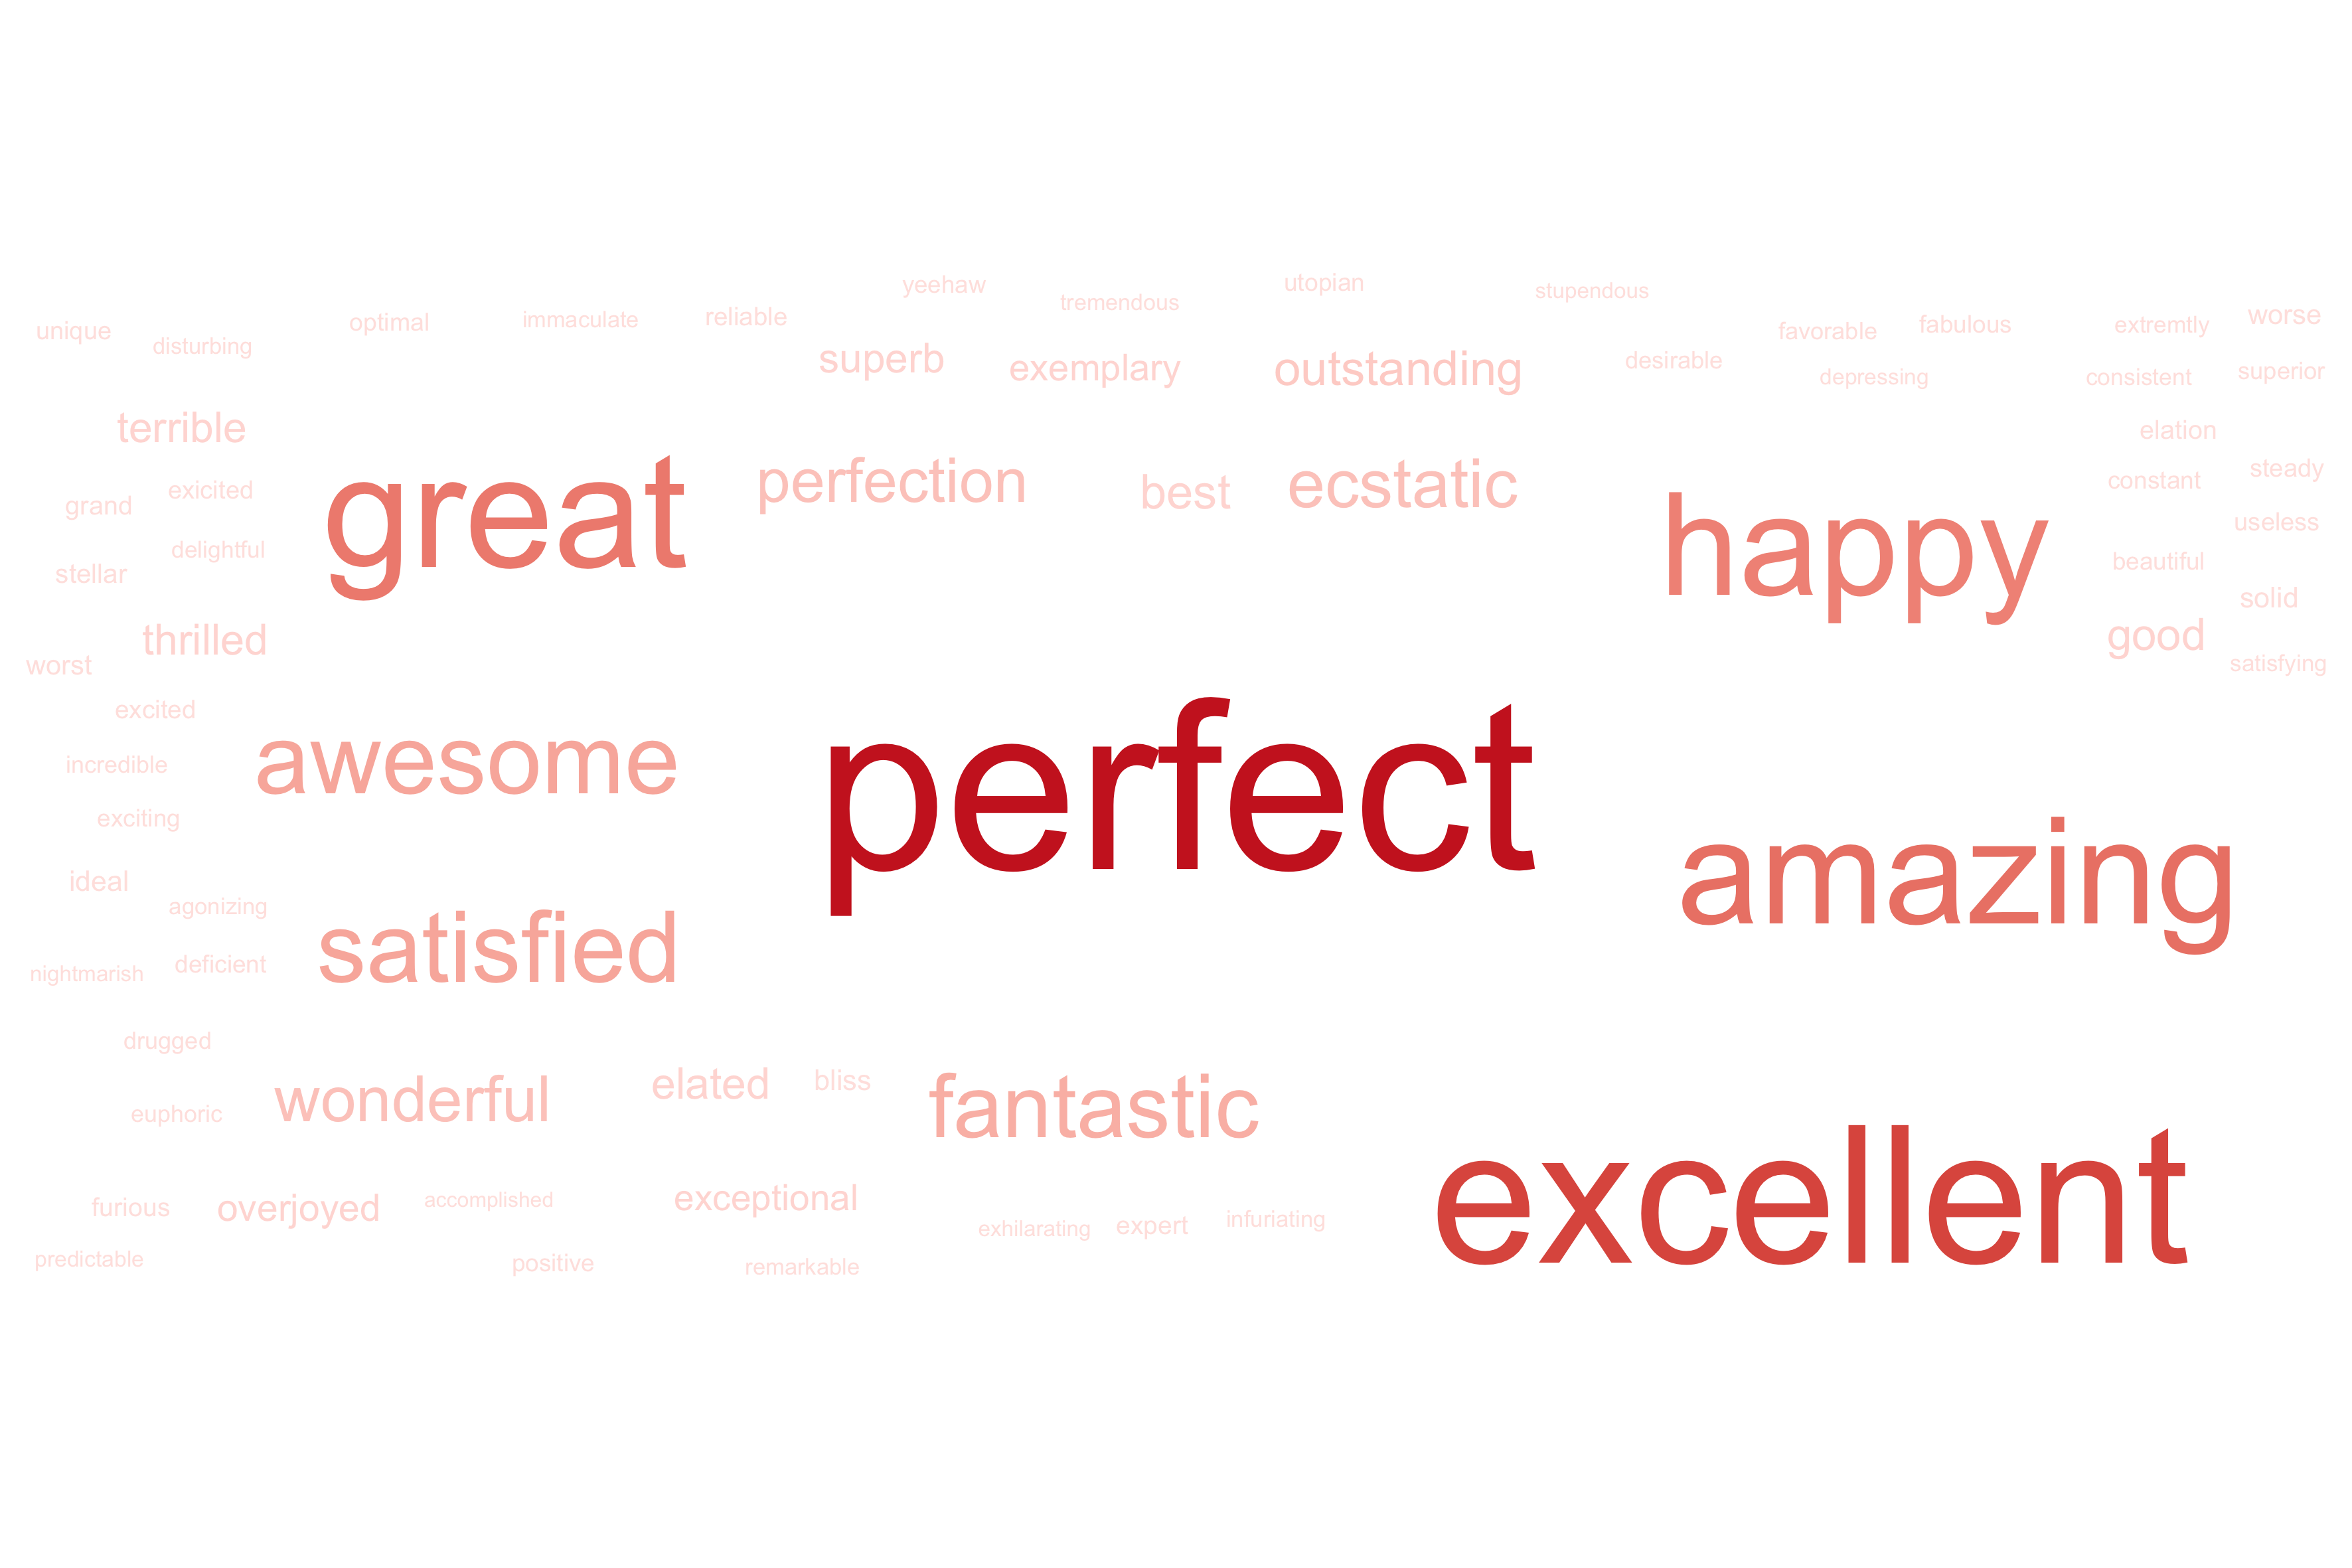 yeehaw
utopian
tremendous
stupendous
unique
optimal
immaculate
reliable
favorable
fabulous
extremtly
worse
disturbing
superb
exemplary
outstanding
desirable
depressing
consistent
superior
terrible
elation
great
perfection
best
ecstatic
happy
constant
steady
grand
exicited
useless
delightful
stellar
beautiful
solid
thrilled
good
worst
satisfying
excited
awesome
perfect
incredible
exciting
amazing
ideal
agonizing
satisfied
nightmarish
deficient
drugged
wonderful
elated
bliss
fantastic
euphoric
excellent
furious
overjoyed
accomplished
exceptional
exhilarating
expert
infuriating
predictable
positive
remarkable